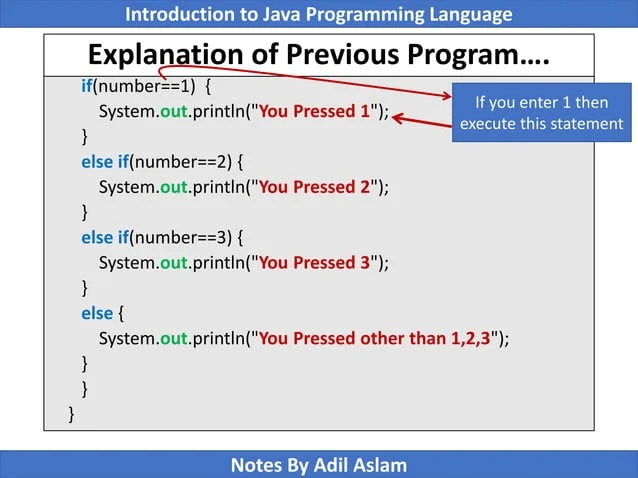 Introduction to Java Programming Language
Explanation of Previous Program....
if(number==1) {
System.out.println("You Pressed 1");
}
else if(number==2) {
System.out.println("You Pressed 2");
}
else if(number==3) {
System.out.println("You Pressed 3");
}
else {
System.out.println("You Pressed other than 1,2,3");
}
}
}
If you enter 1 then
execute this statement
Notes By Adil Aslam